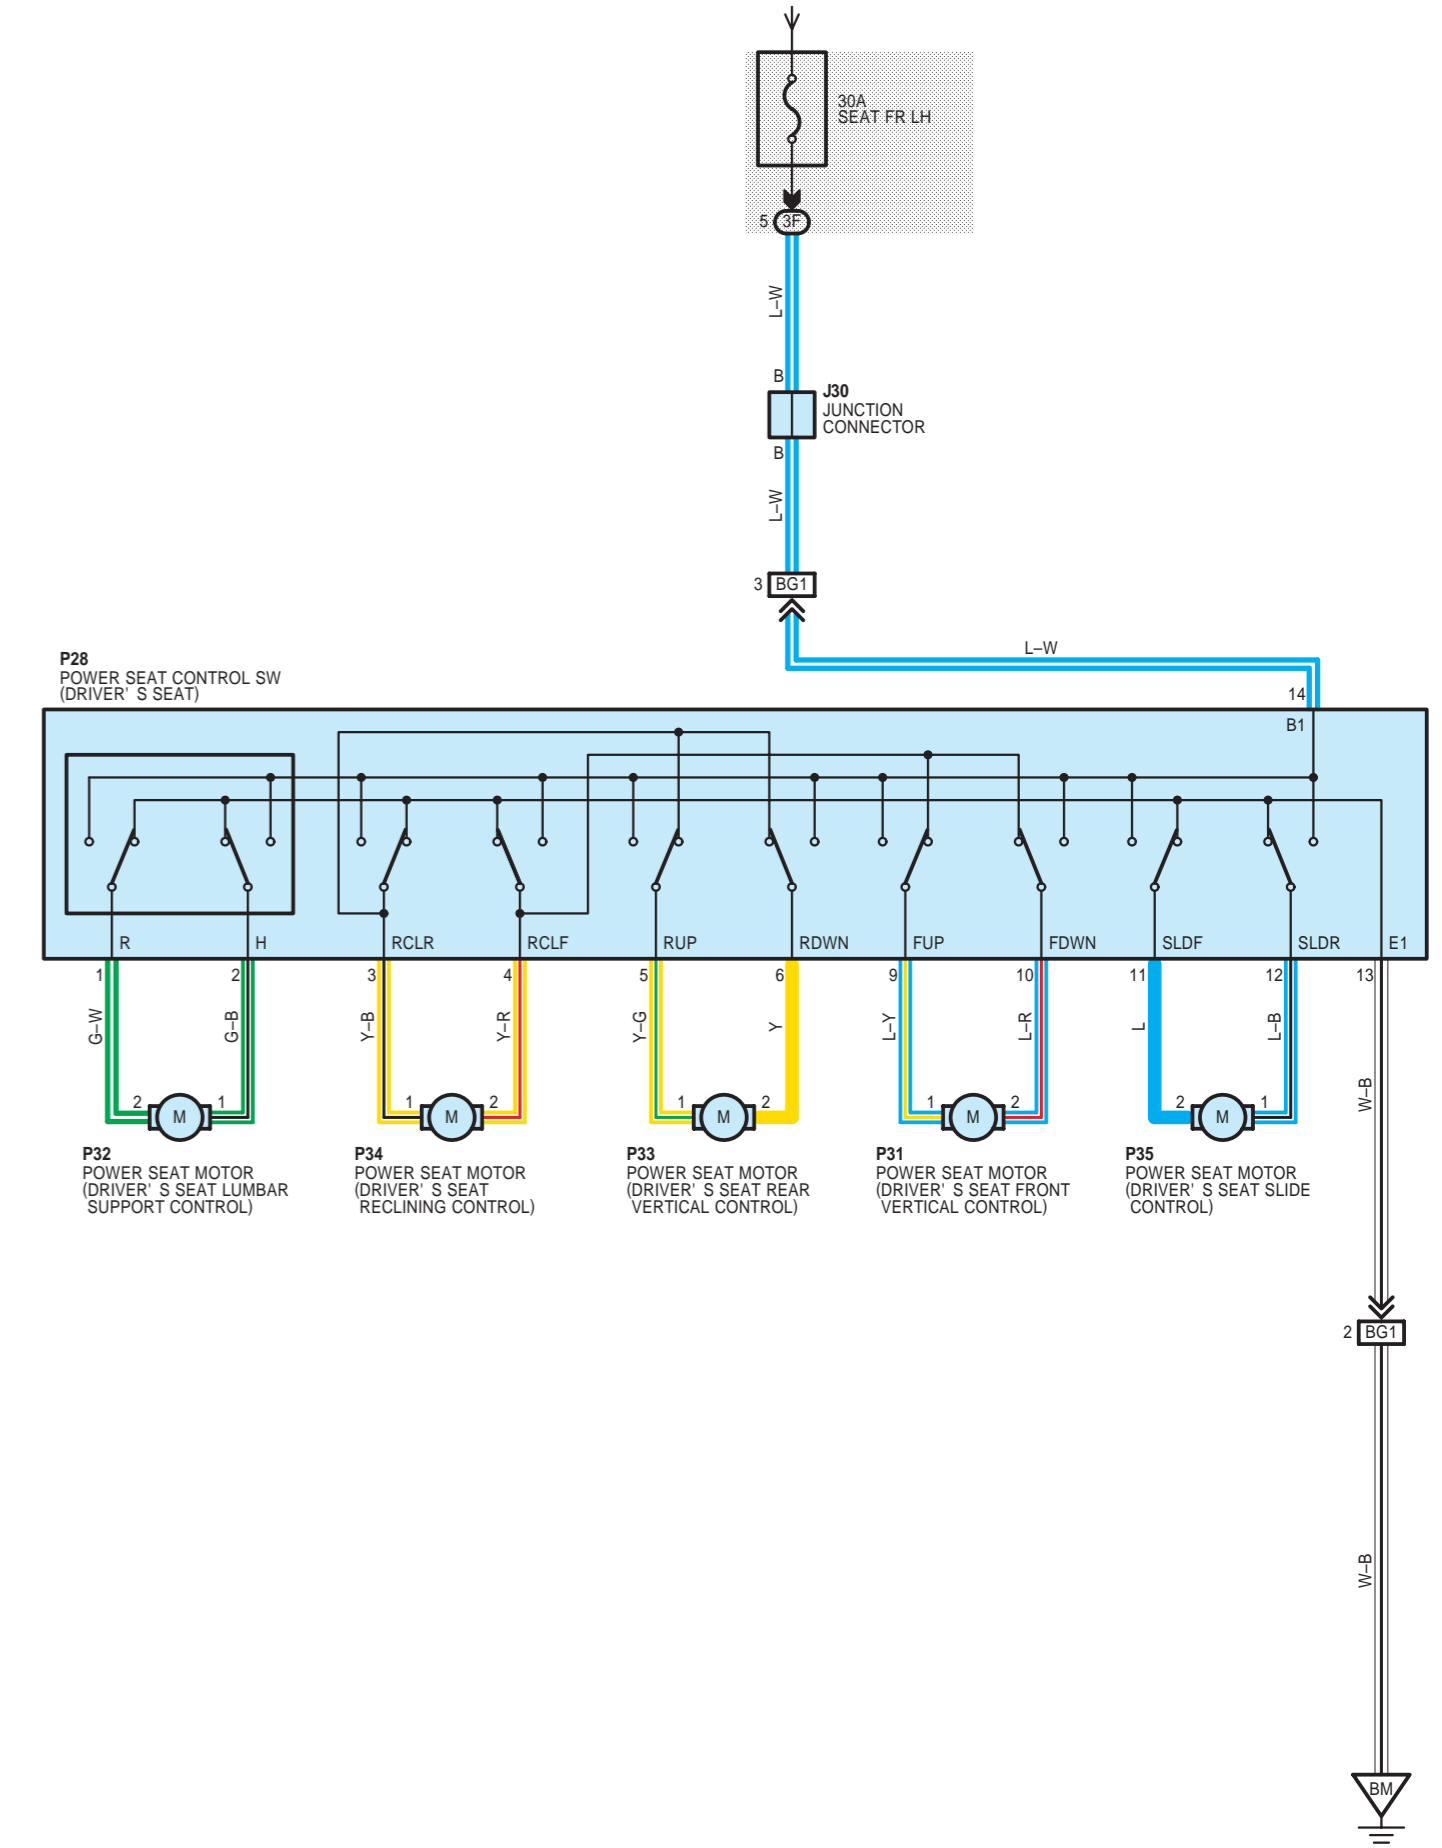 30A
SEAT FR LH
5 3F
L–W
B
J30
JUNCTION
CONNECTOR
B
L–W
3 BG1
L–W
P28
POWER SEAT CONTROL SW
(DRIVER' S SEAT)
14
B1
R H RCLR RCLF RUP RDWN FUP FDWN SLDF SLDR E1
1 2 3 4 5 6 9 10 11 12 13
G–W G–B Y–B Y–R Y–G Y L–Y L–R L L–B W–B
2 M 1 1 M 2 1 M 2 1 M 2 2 M 1
P32
POWER SEAT MOTOR
(DRIVER' S SEAT LUMBAR
SUPPORT CONTROL)
P34
POWER SEAT MOTOR
(DRIVER' S SEAT
RECLINING CONTROL)
P33
POWER SEAT MOTOR
(DRIVER' S SEAT REAR
VERTICAL CONTROL)
P31
POWER SEAT MOTOR
(DRIVER' S SEAT FRONT
VERTICAL CONTROL)
P35
POWER SEAT MOTOR
(DRIVER' S SEAT SLIDE
CONTROL)
2 BG1
W–B
BM